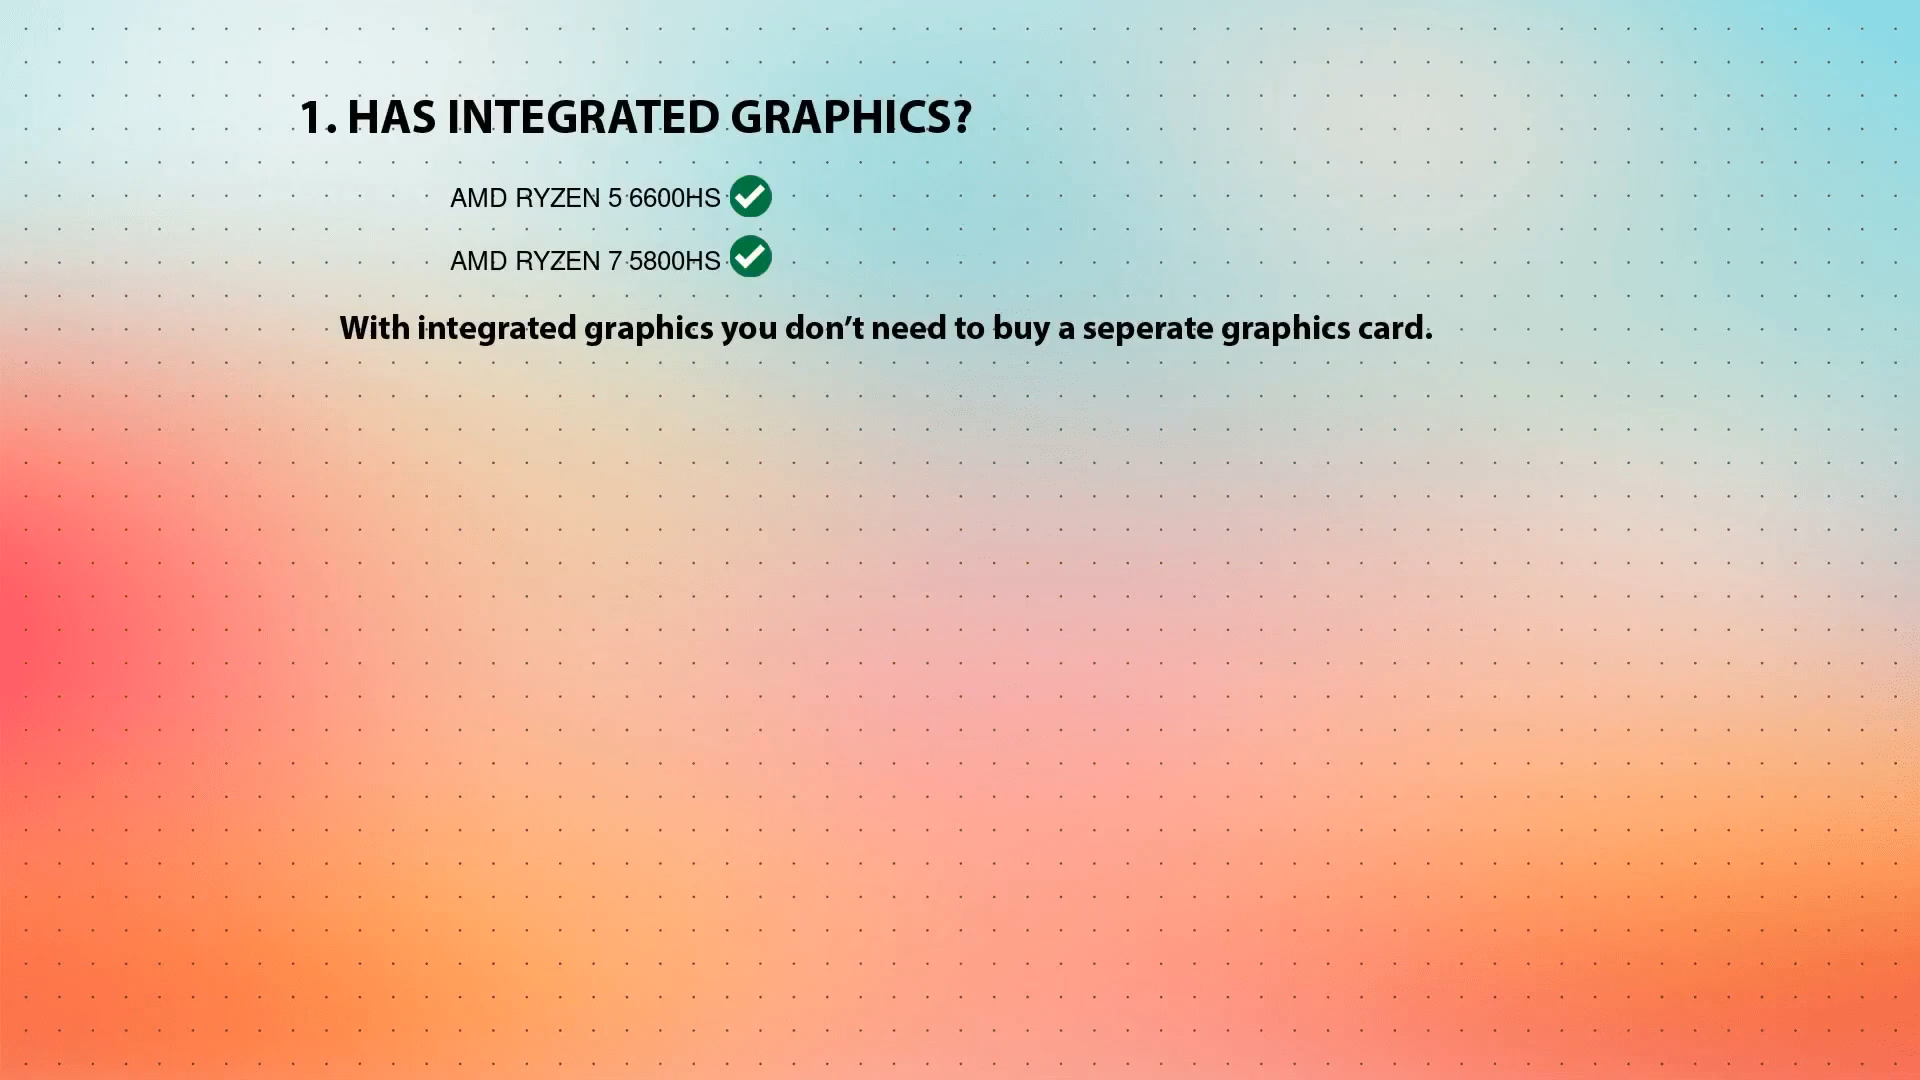 1. HAS INTEGRATED GRAPHICS?
AMD RYZEN 5 6600HS
AMD RYZEN 7 5800HS
With integrated graphics you don’t need to buy a seperate graphics card.